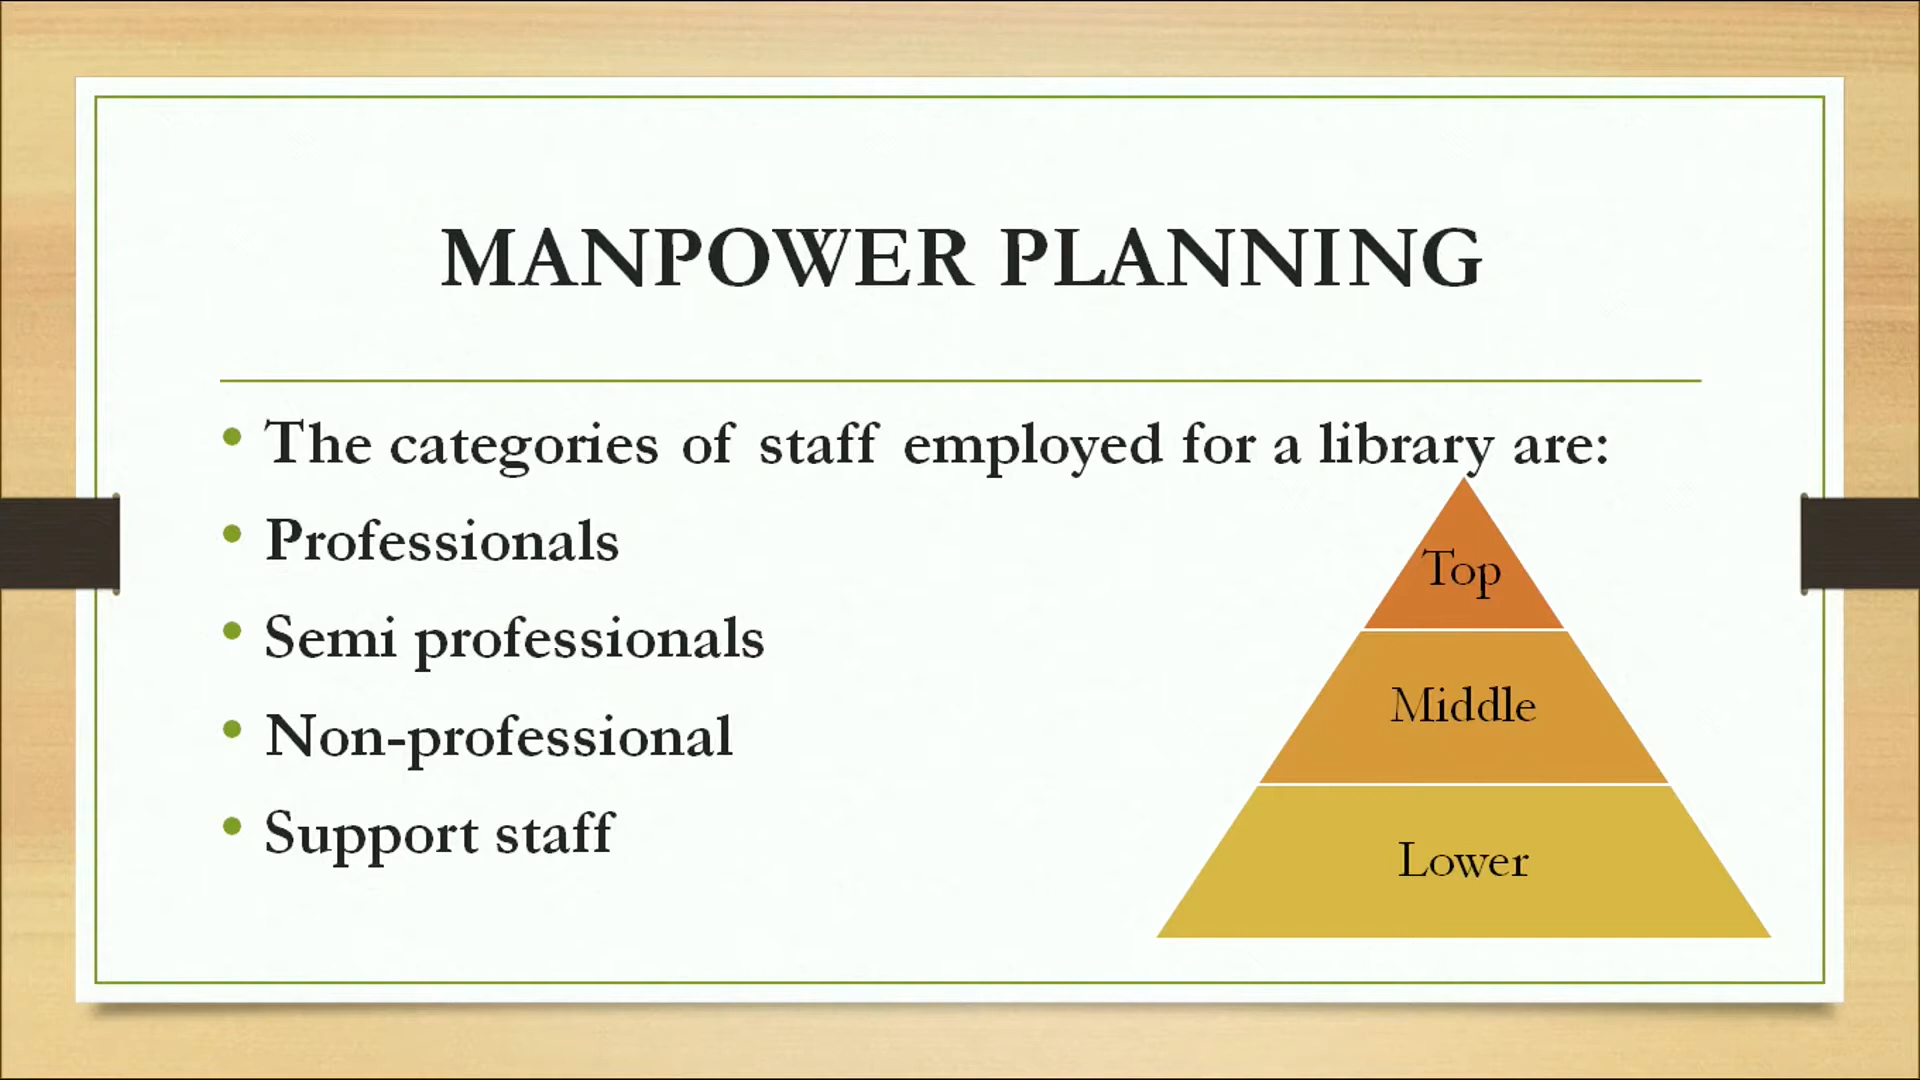 MANPOWER PLANNING
• The categories of staff employed for a library are:
• Professionals
• Semi professionals
• Non-professional
• Support staff
Top
Middle
Lower